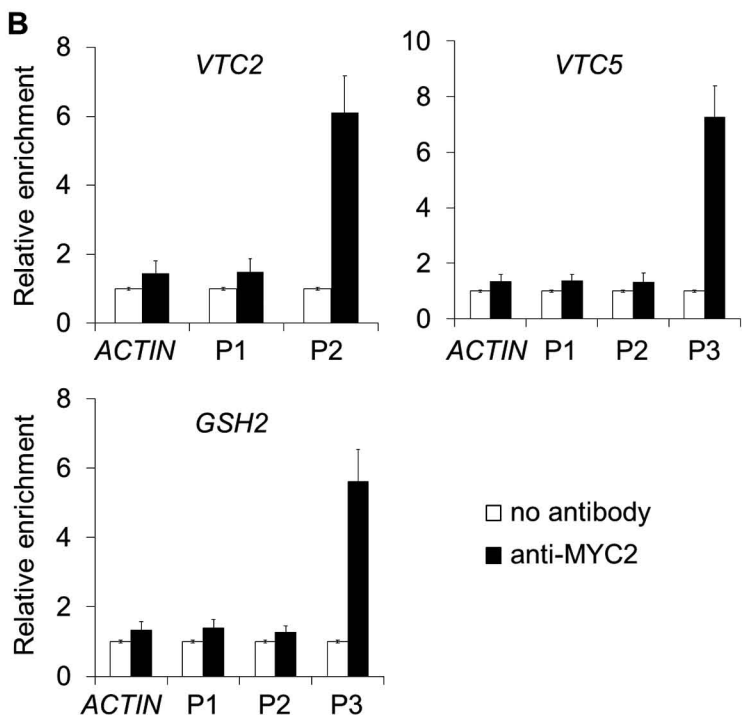 B
VTC2
Relative enrichment
8
6
4
2
0
ACTIN P1 P2
VTC5
10
8
6
4
2
0
ACTIN P1 P2 P3
GSH2
Relative enrichment
8
6
4
2
0
ACTIN P1 P2 P3
no antibody
anti-MYC2